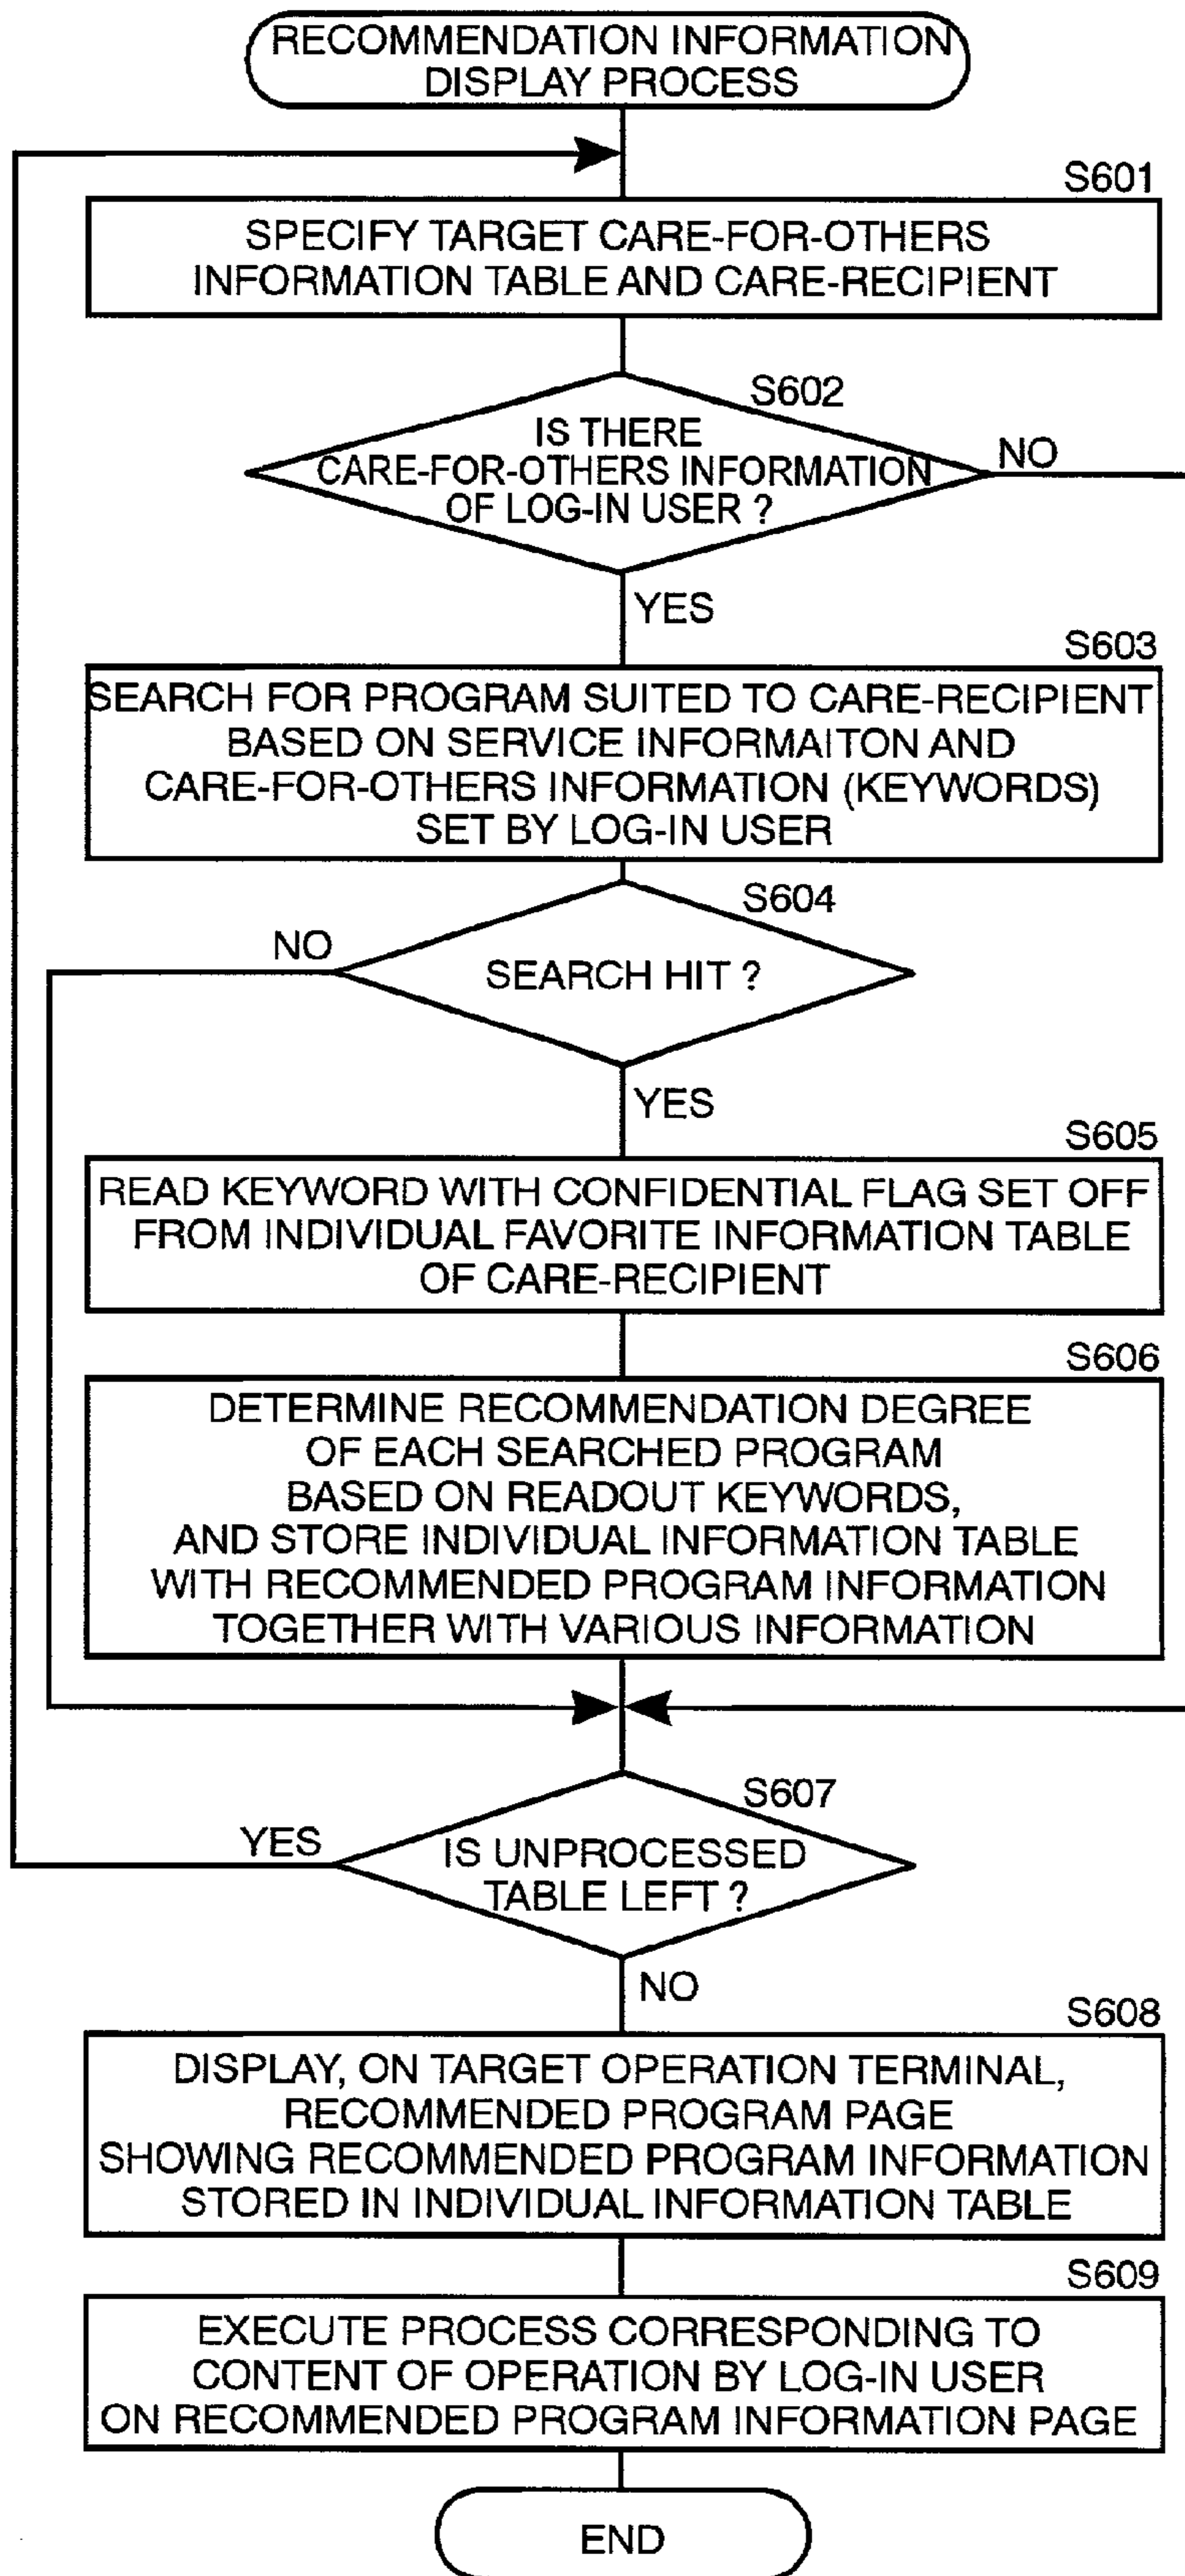 RECOMMENDATION INFORMATION
DISPLAY PROCESS
S601
SPECIFY TARGET CARE-FOR-OTHERS
INFORMATION TABLE AND CARE-RECIPIENT
S602
IS THERE
CARE-FOR-OTHERS INFORMATION
OF LOG-IN USER ?
NO
YES
S603
SEARCH FOR PROGRAM SUITED TO CARE-RECIPIENT
BASED ON SERVICE INFORMAITON AND
CARE-FOR-OTHERS INFORMATION (KEYWORDS)
SET BY LOG-IN USER
S604
NO
SEARCH HIT ?
YES
S605
READ KEYWORD WITH CONFIDENTIAL FLAG SET OFF
FROM INDIVIDUAL FAVORITE INFORMATION TABLE
OF CARE-RECIPIENT
S606
DETERMINE RECOMMENDATION DEGREE
OF EACH SEARCHED PROGRAM
BASED ON READOUT KEYWORDS,
AND STORE INDIVIDUAL INFORMATION TABLE
WITH RECOMMENDED PROGRAM INFORMATION
TOGETHER WITH VARIOUS INFORMATION
S607
YES
IS UNPROCESSED
TABLE LEFT ?
NO
S608
DISPLAY, ON TARGET OPERATION TERMINAL,
RECOMMENDED PROGRAM PAGE
SHOWING RECOMMENDED PROGRAM INFORMATION
STORED IN INDIVIDUAL INFORMATION TABLE
S609
EXECUTE PROCESS CORRESPONDING TO
CONTENT OF OPERATION BY LOG-IN USER
ON RECOMMENDED PROGRAM INFORMATION PAGE
END